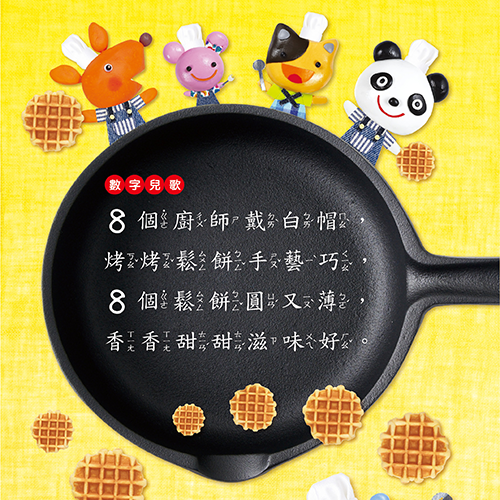 數字兒歌
8個廚師戴白帽，
烤烤鬆餅手藝巧，
8個鬆餅圓又薄，
香香甜甜滋味好。